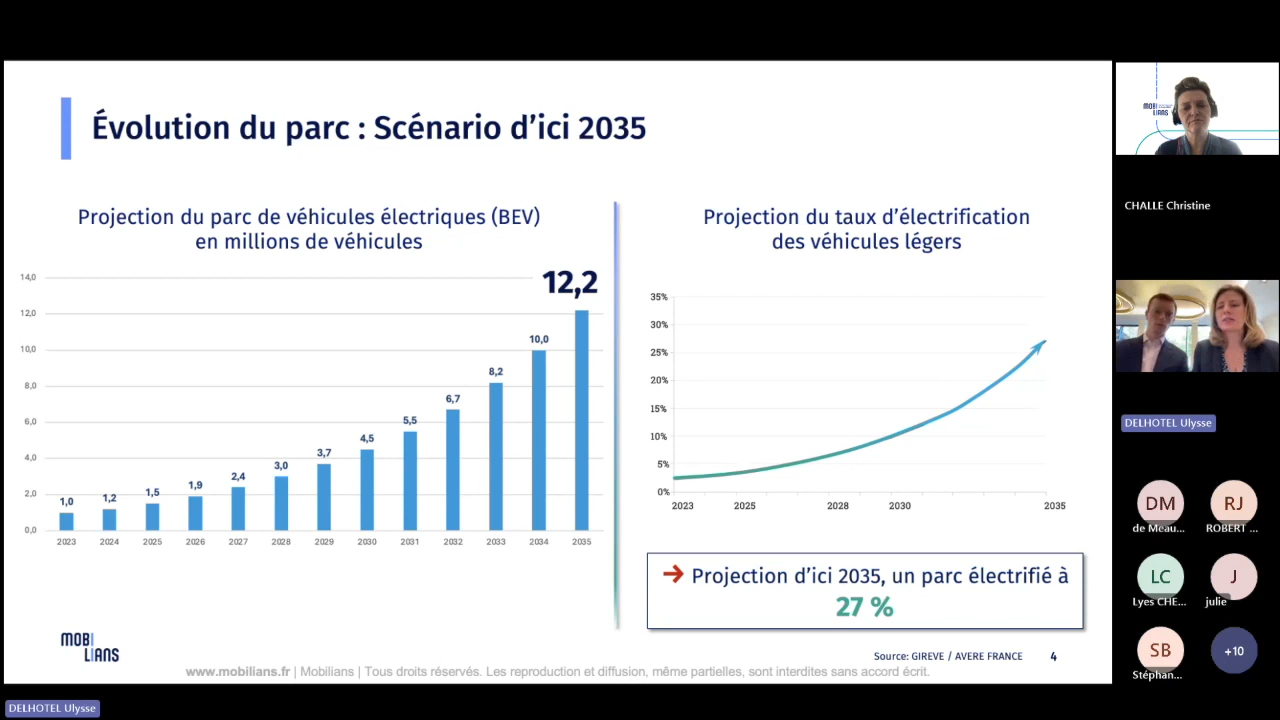 Évolution du parc : Scénario d’ici 2035
Projection du parc de véhicules électriques (BEV)
en millions de véhicules
14,0
12,0
10,0
8,0
6,0
4,0
2,0
0,0
1,0
1,2
1,5
1,9
2,4
3,0
3,7
4,5
5,5
6,7
8,2
10,0
12,2
2023 2024 2025 2026 2027 2028 2029 2030 2031 2032 2033 2034 2035
Projection du taux d’électrification
des véhicules légers
35%
30%
25%
20%
15%
10%
5%
0%
2023 2025 2028 2030 2035
→ Projection d’ici 2035, un parc électrifié à
27 %
MOBILIANS
Source: GIREVE / AVERE FRANCE 4
www.mobilians.fr | Mobilians | Tous droits réservés. Les reproduction et diffusion, même partielles, sont interdites sans accord écrit.
MOBILIANS
CHALLE Christine
DELHOTEL Ulysse
DM RJ
de Meau... ROBERT ...
LC J
Lyes CHE... julie
SB +10
Stéphan...
DELHOTEL Ulysse